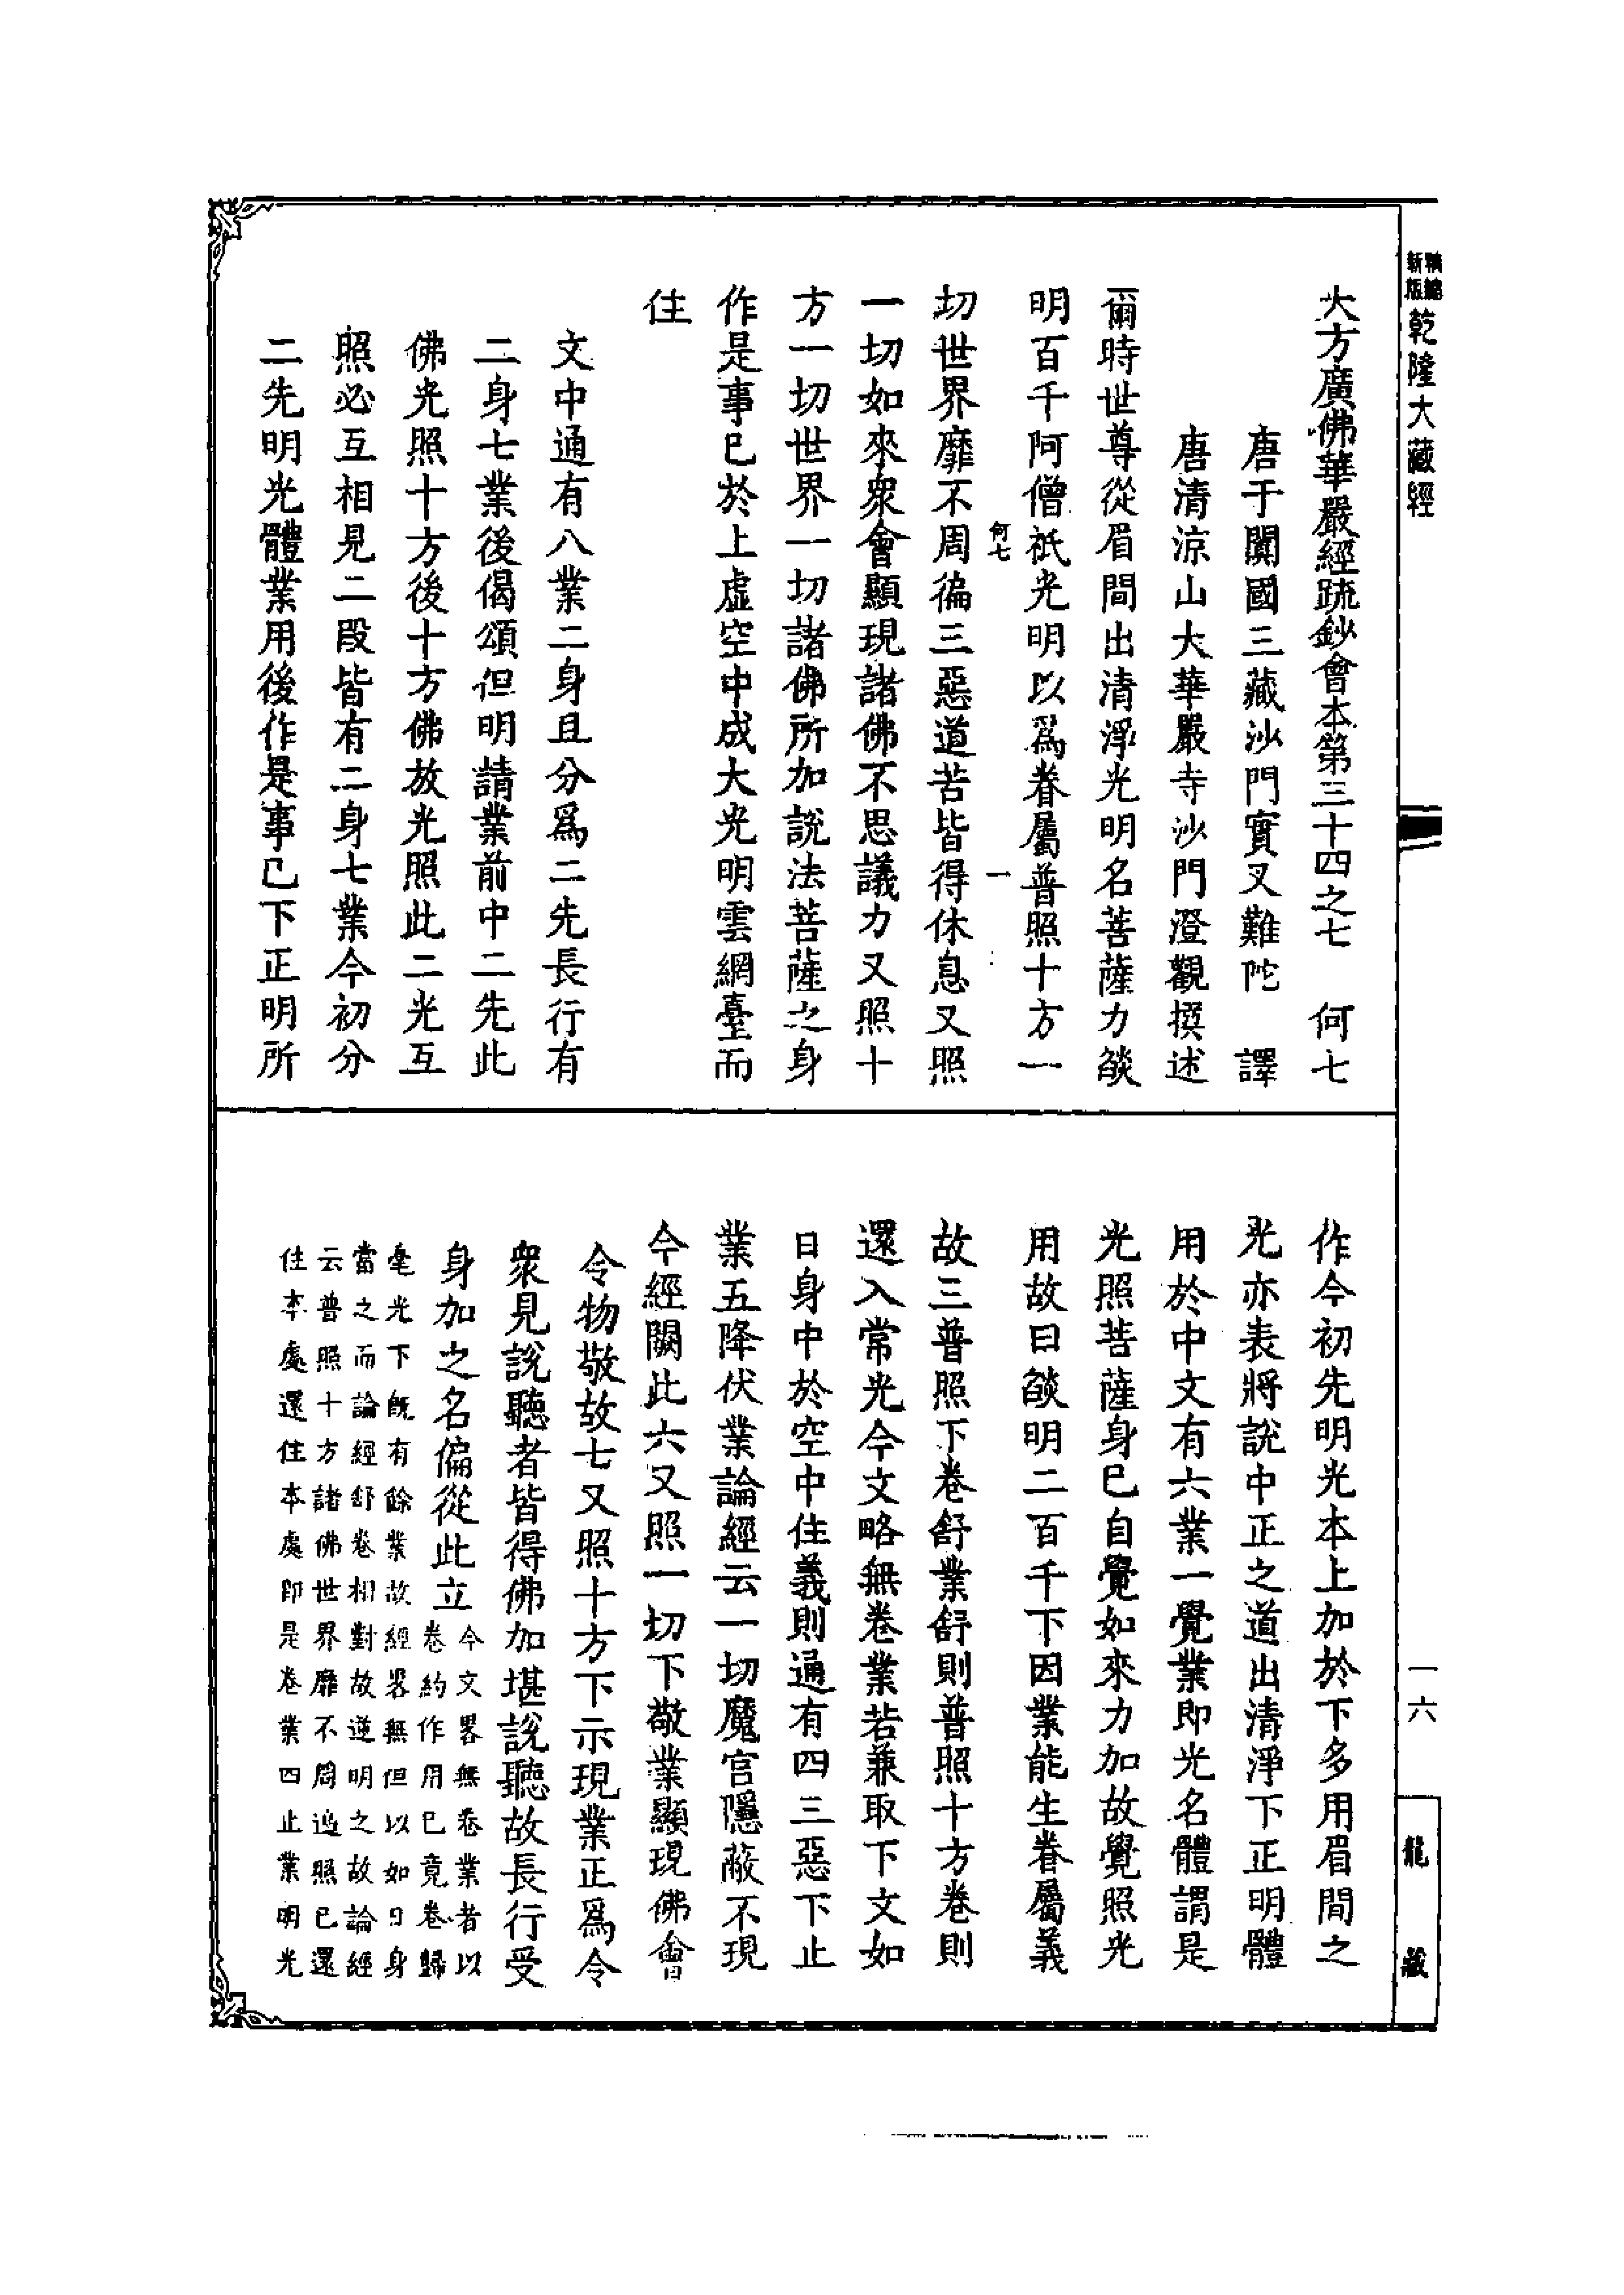 乾隆大藏經
大方廣佛華嚴經疏鈔會本第三十四之七　何七
唐于闐國三藏沙門實叉難陀　譯
唐清涼山大華嚴寺沙門澄觀撰述
爾時世尊從眉間出清淨光明名菩薩力燄
明百千阿僧祇光明以爲眷屬普照十方一
何七　一
切世界靡不周徧三惡道苦皆得休息又照
一切如來衆會顯現諸佛不思議力又照十
方一切世界一切諸佛所加說法菩薩之身
作是事已於上虛空中成大光明雲網臺而
住
文中通有八業二身且分爲二先長行有
二身七業後偈頌但明請業前中二先此
佛光照十方後十方佛放光照此二光互
照必互相見二段皆有二身七業今初分
二先明光體業用後作是事已下正明所
作今初先明光本上加於下多用眉間之
光亦表將說中正之道出清淨下正明體
用於中文有六業一覺業即光名體謂是
光照菩薩身已自覺如來力加故覺照光
用故曰燄明二百千下因業能生眷屬義
故三普照下卷舒業舒則普照十方卷則
還入常光今文略無卷業若兼取下文如
日身中於空中住義則通有四三惡下止
業五降伏業論經云一切魔宮隱蔽不現
今經闕此六又照一切下敬業顯現佛會
令物敬故七又照十方下示現業正爲令
衆見說聽者皆得佛加堪說聽故長行受
身加之名偏從此立
今文畧無卷業者以
卷約作用已竟卷歸
毫光下既有餘業故經畧無但以如日身
當之而論經舒卷相對故逆明之故論經
云普照十方諸佛世界靡不周遍照已還
住本處還住本處即是卷業四止業明光
一六
龍藏